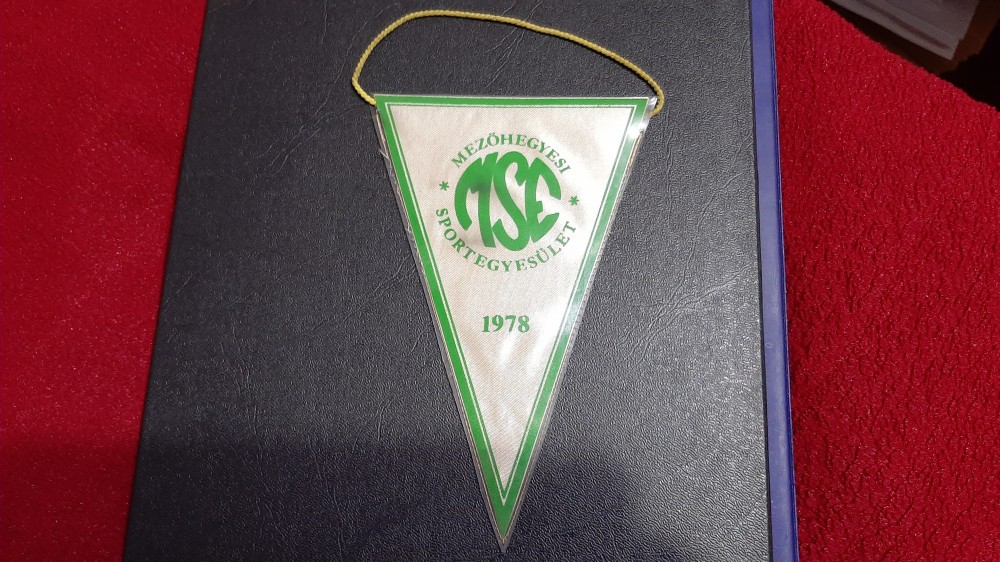 MEZŐHEGYESI
MSE
* SPORTEGYESÜLET *
1978